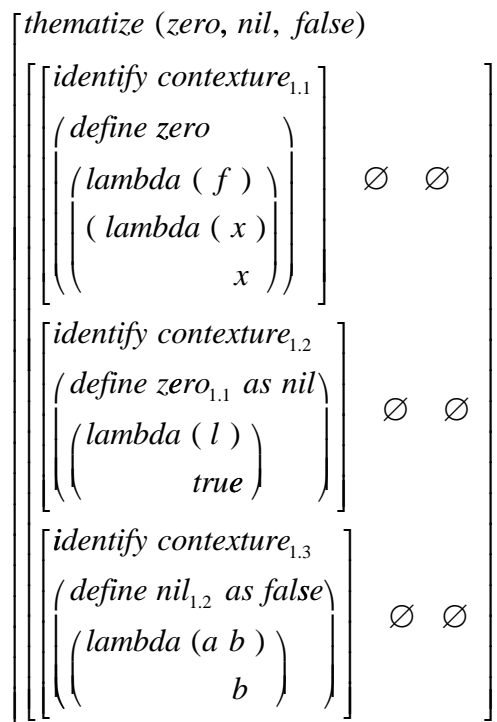 thematize (zero, nil, false)
identify contexture1.1
define zero
lambda ( f )
( lambda ( x )
x
∅ ∅
identify contexture1.2
define zero1.1 as nil
lambda ( l )
true
∅ ∅
identify contexture1.3
define nil1.2 as false
lambda (a b )
b
∅ ∅